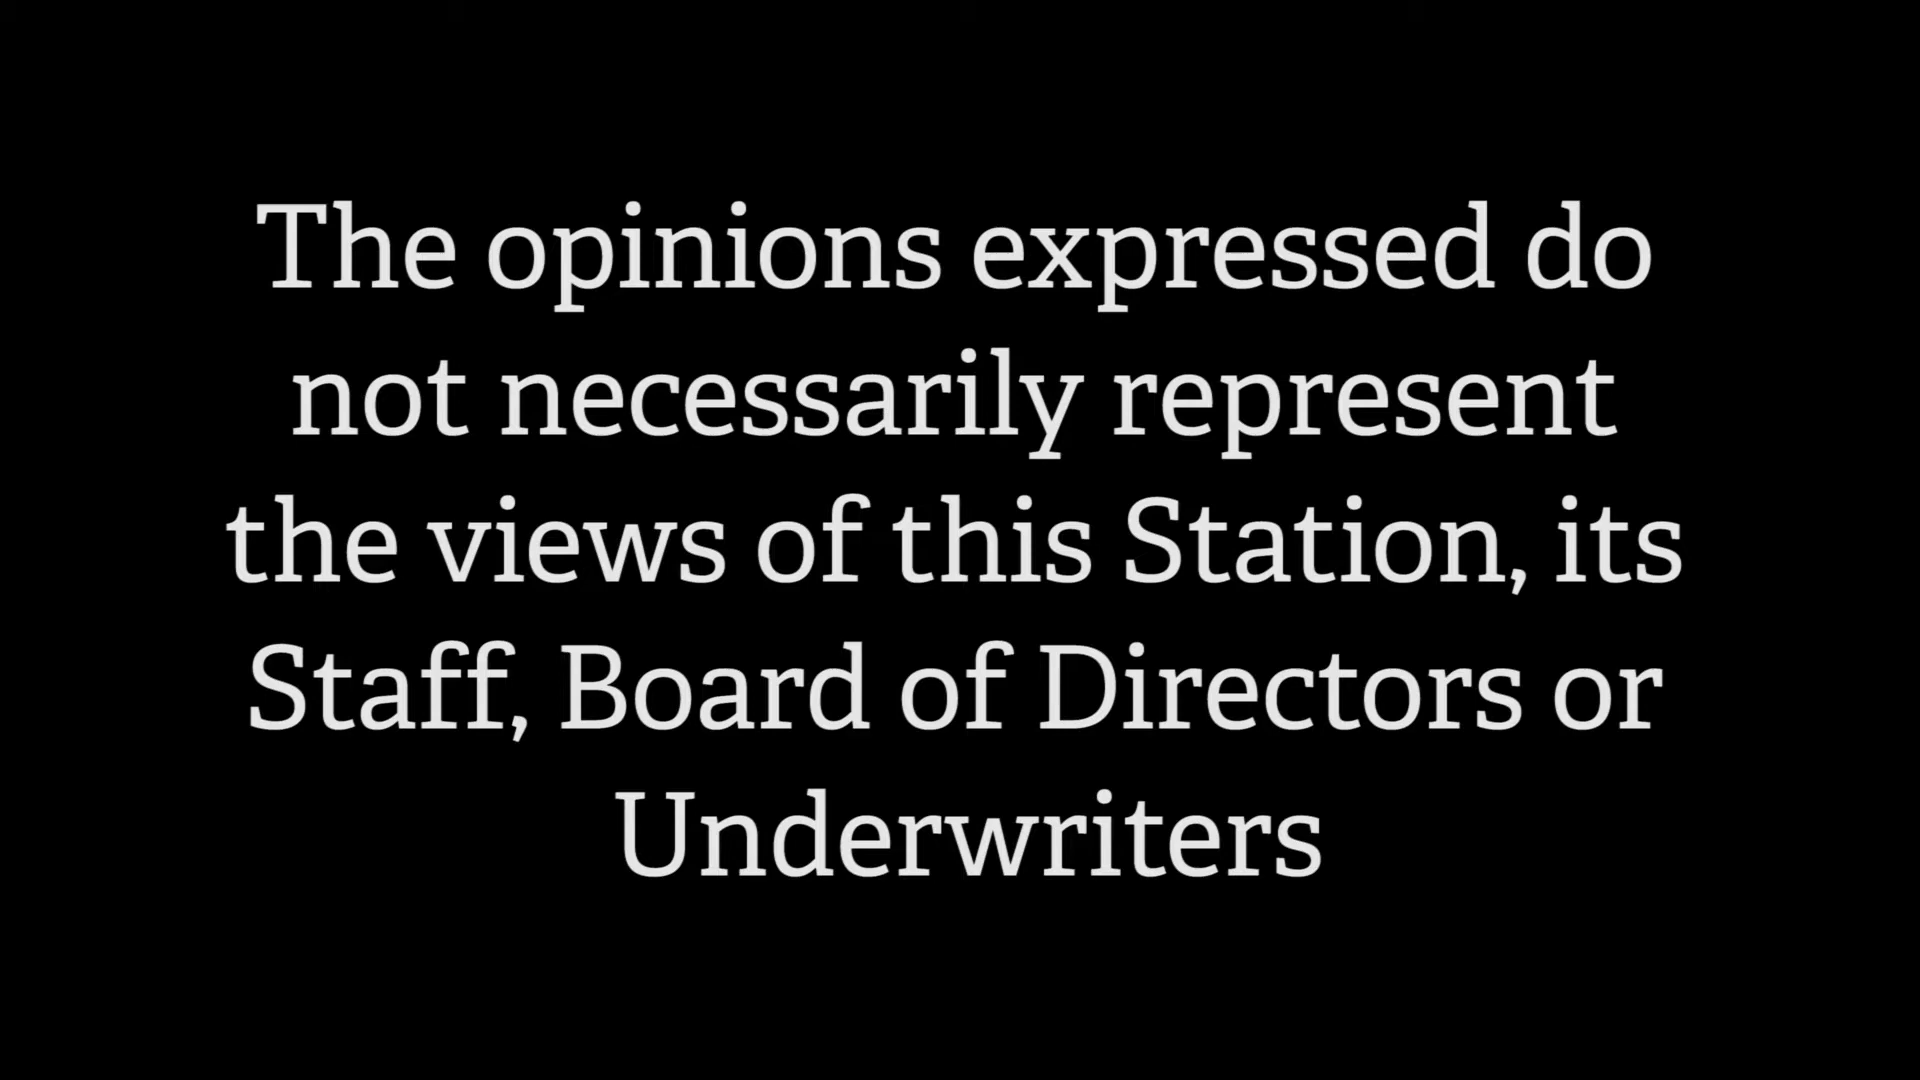 The opinions expressed do
not necessarily represent
the views of this Station, its
Staff, Board of Directors or
Underwriters